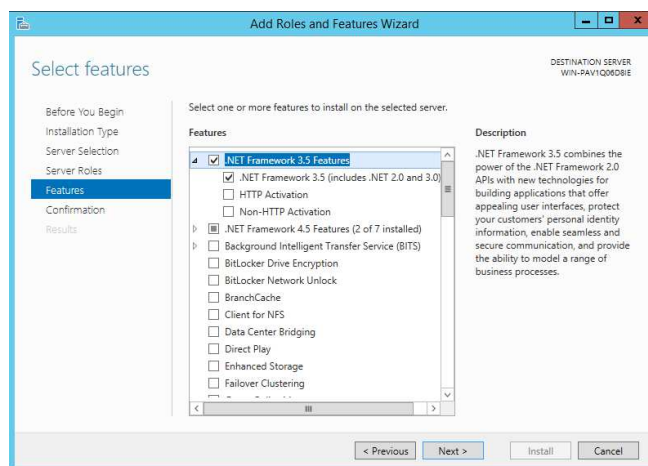 Add Roles and Features Wizard
Select features
DESTINATION SERVER
WIN-PAV1Q06D8IE
Before You Begin
Installation Type
Server Selection
Server Roles
Features
Confirmation
Results
Select one or more features to install on the selected server.
Features
.NET Framework 3.5 Features
.NET Framework 3.5 (includes .NET 2.0 and 3.0)
HTTP Activation
Non-HTTP Activation
.NET Framework 4.5 Features (2 of 7 installed)
Background Intelligent Transfer Service (BITS)
BitLocker Drive Encryption
BitLocker Network Unlock
BranchCache
Client for NFS
Data Center Bridging
Direct Play
Enhanced Storage
Failover Clustering
Description
.NET Framework 3.5 combines the
power of the .NET Framework 2.0
APIs with new technologies for
building applications that offer
appealing user interfaces, protect
your customers' personal identity
information, enable seamless and
secure communication, and provide
the ability to model a range of
business processes.
< Previous
Next >
Install
Cancel